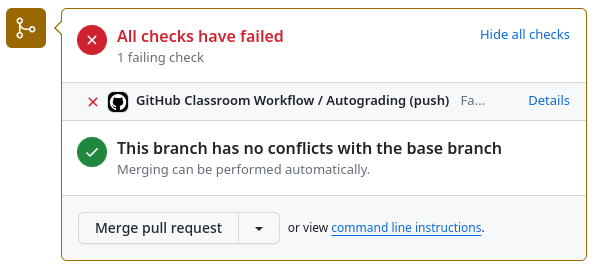 All checks have failed
Hide all checks
1 failing check
GitHub Classroom Workflow / Autograding (push) Fa...
Details
This branch has no conflicts with the base branch
Merging can be performed automatically.
Merge pull request
or view command line instructions.